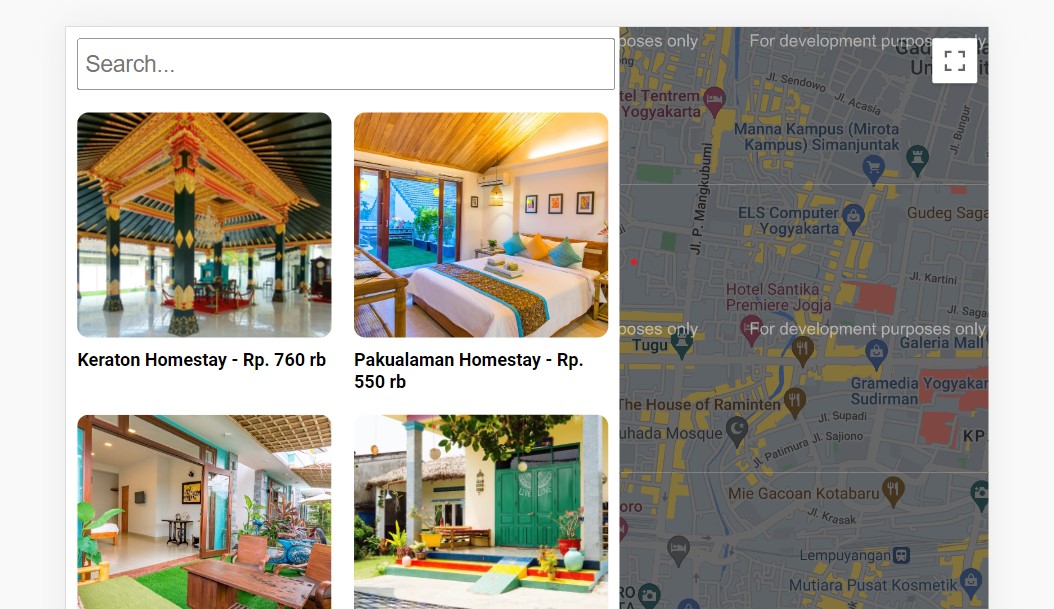 Search...
Keraton Homestay - Rp. 760 rb
Pakualaman Homestay - Rp.
550 rb
poses only
For development purposes only
Jl. Sendowo
Jl. Acasia
Jl. Bungur
tel Tentrem
Yogyakarta
Manna Kampus (Mirota
Kampus) Simanjuntak
Jl. P. Mangkubumi
ELS Computer
Yogyakarta
Gudeg Saga
Jl. Kartini
Hotel Santika
Premiere Jogja
Jl. Saga
poses only
For development purposes only
Tugu
Galeria Mall
Gramedia Yogyakar
Sudirman
The House of Raminten
Jl. Supadi
uhada Mosque
Jl. Patimura
Jl. Sajiono
KP
Mie Gacoan Kotabaru
oro
Jl. Krasak
Lempuyangan
Mutiara Pusat Kosmetik
RO
TA